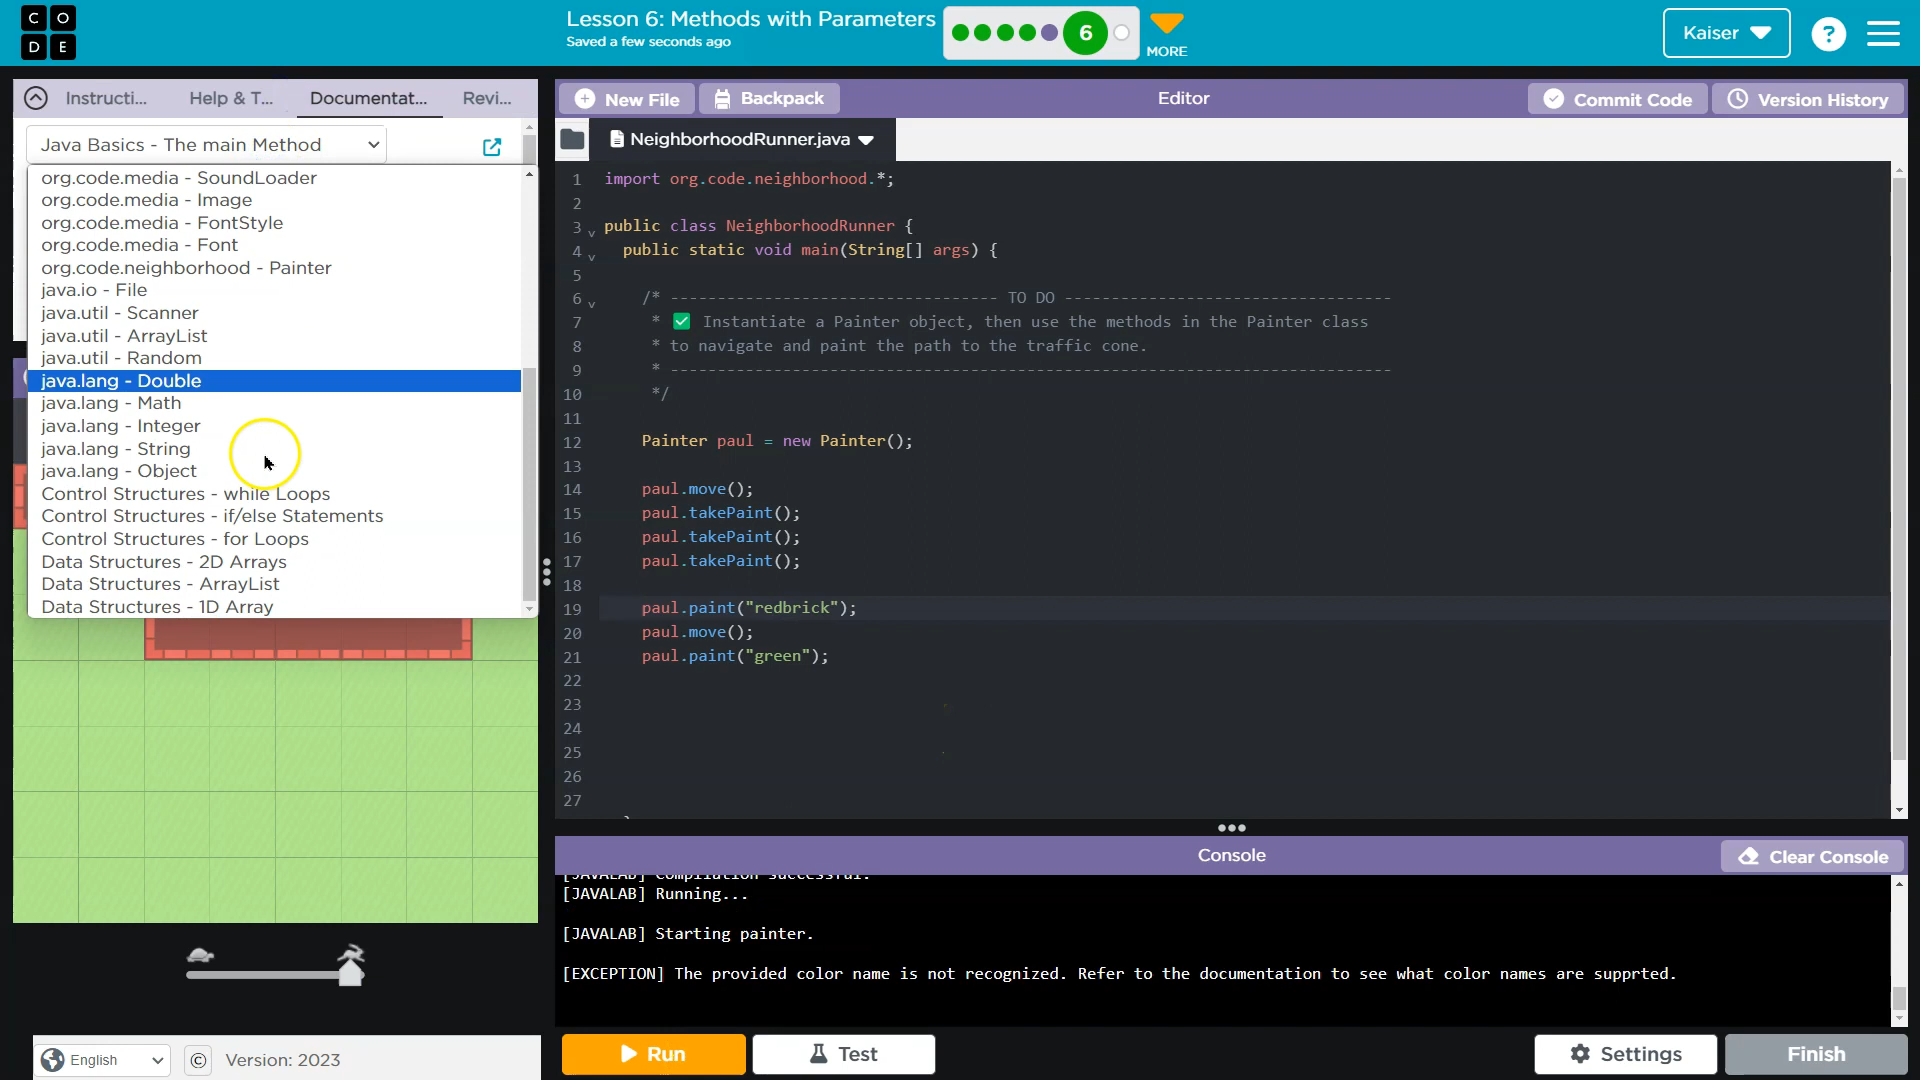 C O
D E
Lesson 6: Methods with Parameters
Saved a few seconds ago
6
MORE
Kaiser
?
Instructi...
Help & T...
Documentat...
Revi...
New File
Backpack
Editor
Commit Code
Version History
Java Basics - The main Method
NeighborhoodRunner.java
org.code.media - SoundLoader
org.code.media - Image
org.code.media - FontStyle
org.code.media - Font
org.code.neighborhood - Painter
java.io - File
java.util - Scanner
java.util - ArrayList
java.util - Random
java.lang - Double
java.lang - Math
java.lang - Integer
java.lang - String
java.lang - Object
Control Structures - while Loops
Control Structures - if/else Statements
Control Structures - for Loops
Data Structures - 2D Arrays
Data Structures - ArrayList
Data Structures - 1D Array
1 import org.code.neighborhood.*;
2
3 public class NeighborhoodRunner {
4 public static void main(String[] args) {
5
6 /* ----------------------------------- TO DO -----------------------------------
7 * ✅ Instantiate a Painter object, then use the methods in the Painter class
8 * to navigate and paint the path to the traffic cone.
9 * -----------------------------------------------------------------------------
10 */
11
12 Painter paul = new Painter();
13
14 paul.move();
15 paul.takePaint();
16 paul.takePaint();
17 paul.takePaint();
18
19 paul.paint("redbrick");
20 paul.move();
21 paul.paint("green");
22
23
24
25
26
27
Console
Clear Console
[JAVALAB] Compilation successful.
[JAVALAB] Running...
[JAVALAB] Starting painter.
[EXCEPTION] The provided color name is not recognized. Refer to the documentation to see what color names are supprted.
English
©
Version: 2023
Run
Test
Settings
Finish